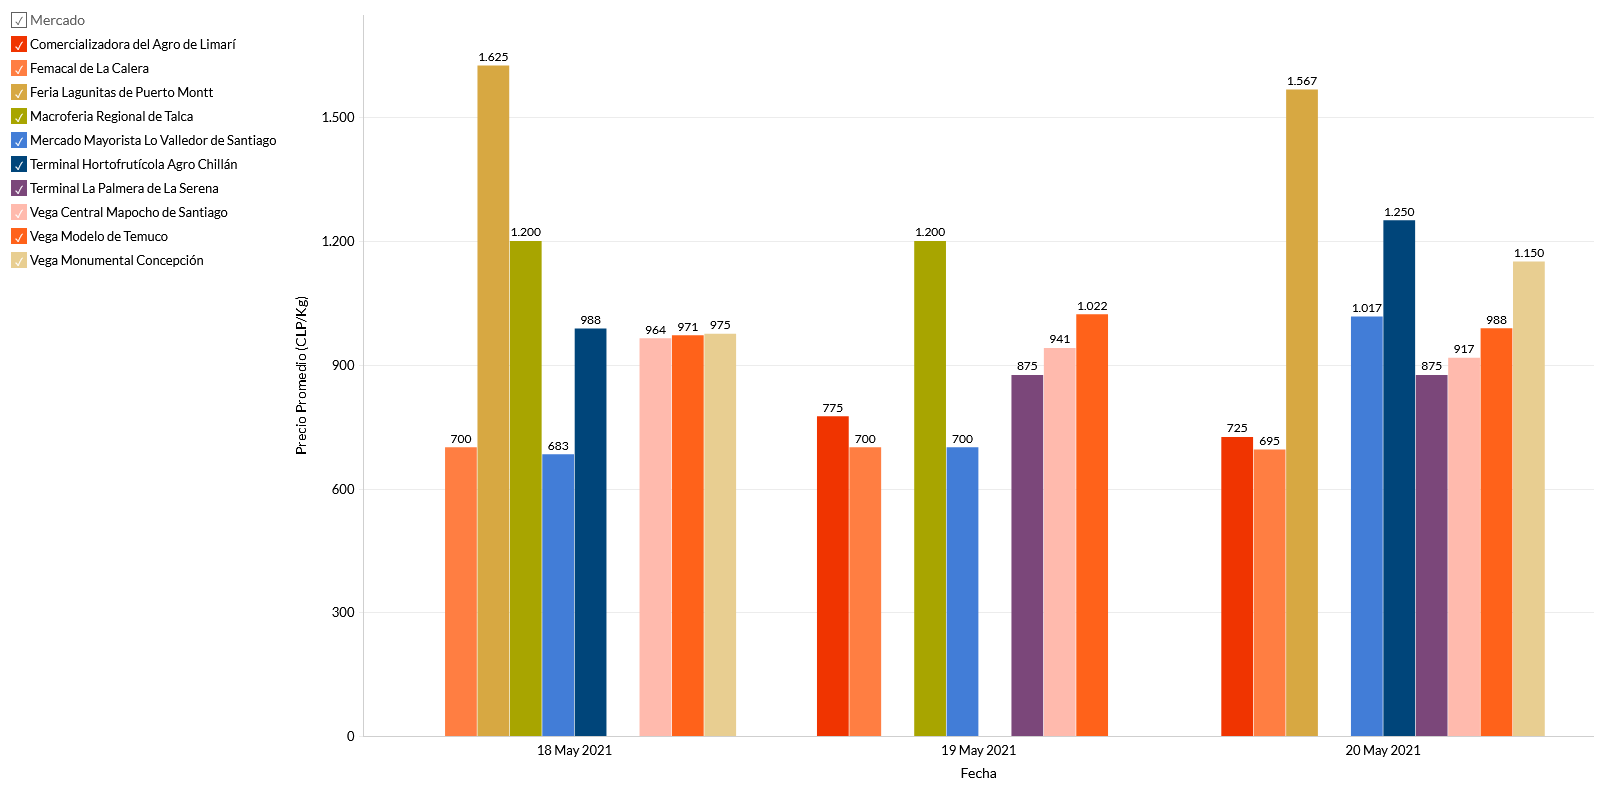 Mercado
Comercializadora del Agro de Limarí
Femacal de La Calera
Feria Lagunitas de Puerto Montt
Macroferia Regional de Talca
Mercado Mayorista Lo Valledor de Santiago
Terminal Hortofrutícola Agro Chillán
Terminal La Palmera de La Serena
Vega Central Mapocho de Santiago
Vega Modelo de Temuco
Vega Monumental Concepción
Precio Promedio (CLP/Kg)
1.500
1.200
900
600
300
0
700
1.625
1.200
683
988
964
971
975
775
700
1.200
700
875
941
1.022
725
695
1.567
1.017
1.250
875
917
988
1.150
18 May 2021
19 May 2021
20 May 2021
Fecha